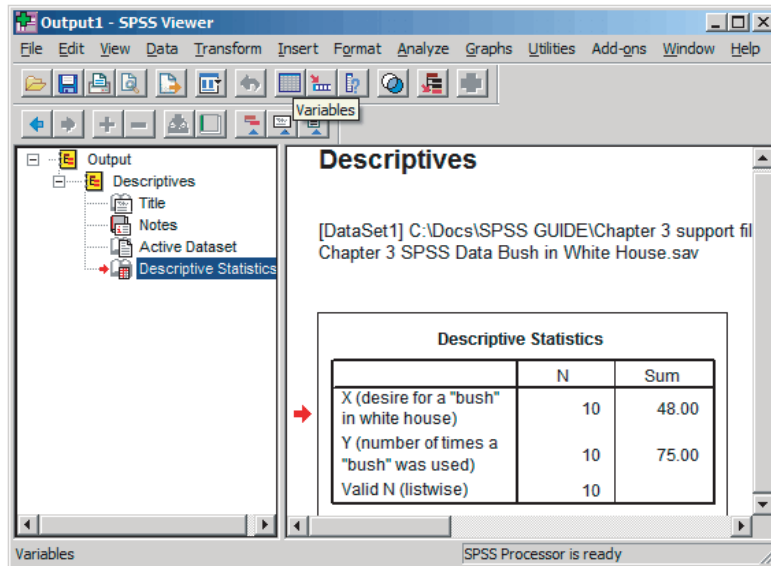 Output1 - SPSS Viewer
File Edit View Data Transform Insert Format Analyze Graphs Utilities Add-ons Window Help
Variables
Output
Descriptives
Title
Notes
Active Dataset
Descriptive Statistics
Descriptives
[DataSet1] C:\Docs\SPSS GUIDE\Chapter 3 support fil
Chapter 3 SPSS Data Bush in White House.sav
Descriptive Statistics
N Sum
X (desire for a "bush"
in white house) 10 48.00
Y (number of times a
"bush" was used) 10 75.00
Valid N (listwise) 10
Variables SPSS Processor is ready